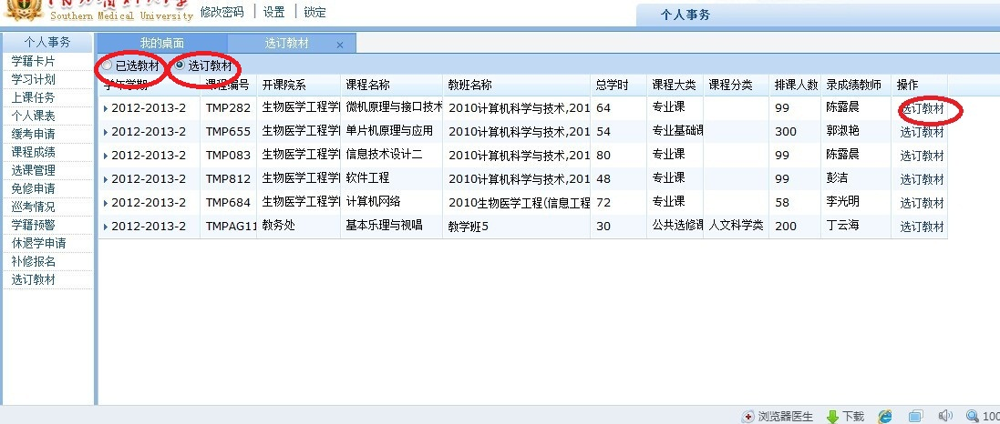 Southern Medical University
修改密码 设置 锁定
个人事务
个人事务
学籍卡片
学习计划
上课任务
个人课表
缓考申请
课程成绩
选课管理
免修申请
巡考情况
学籍预警
休退学申请
补修报名
选订教材
我的桌面 选订教材 ×
已选教材 选订教材
学年学期 课程编号 开课院系 课程名称 教班名称 总学时 课程大类 课程分类 排课人数 录成绩教师 操作
2012-2013-2 TMP282 生物医学工程学 微机原理与接口技术 2010计算机科学与技术,201 64 专业课 99 陈露晨 选订教材
2012-2013-2 TMP655 生物医学工程学 单片机原理与应用 2010计算机科学与技术,201 54 专业基础课 300 郭淑艳 选订教材
2012-2013-2 TMP083 生物医学工程学 信息技术设计二 2010计算机科学与技术,201 80 专业课 99 陈露晨 选订教材
2012-2013-2 TMP812 生物医学工程学 软件工程 2010计算机科学与技术,201 48 专业课 99 彭洁 选订教材
2012-2013-2 TMP684 生物医学工程学 计算机网络 2010生物医学工程(信息工程 72 专业课 58 李光明 选订教材
2012-2013-2 TMPAG11 教务处 基本乐理与视唱 教学班5 30 公共选修课 人文科学类 200 丁云海 选订教材
浏览器医生 下载 100